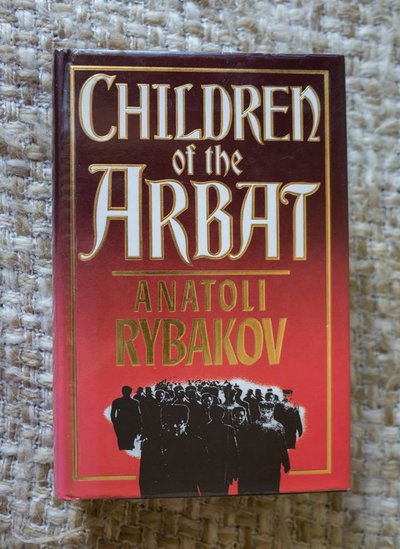 CHILDREN
of the
ARBAT
ANATOLI
RYBAKOV